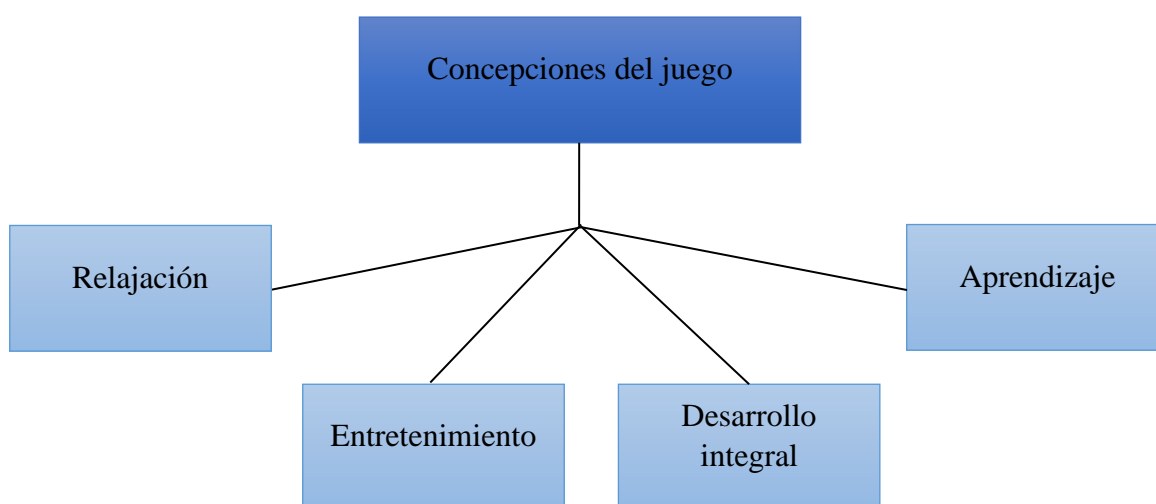 Concepciones del juego
Relajación
Aprendizaje
Entretenimiento
Desarrollo
integral